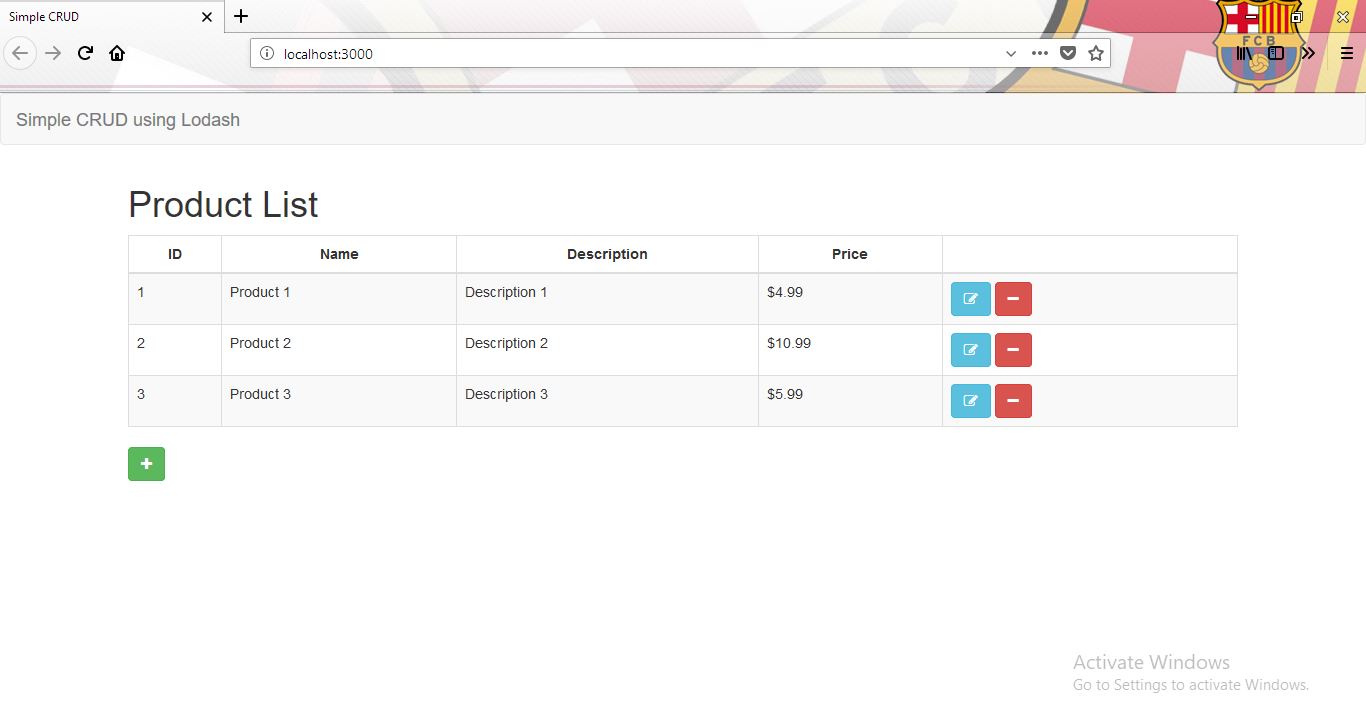 Simple CRUD
localhost:3000
FCB
Simple CRUD using Lodash
Product List
ID Name Description Price
1 Product 1 Description 1 $4.99
2 Product 2 Description 2 $10.99
3 Product 3 Description 3 $5.99
Activate Windows
Go to Settings to activate Windows.